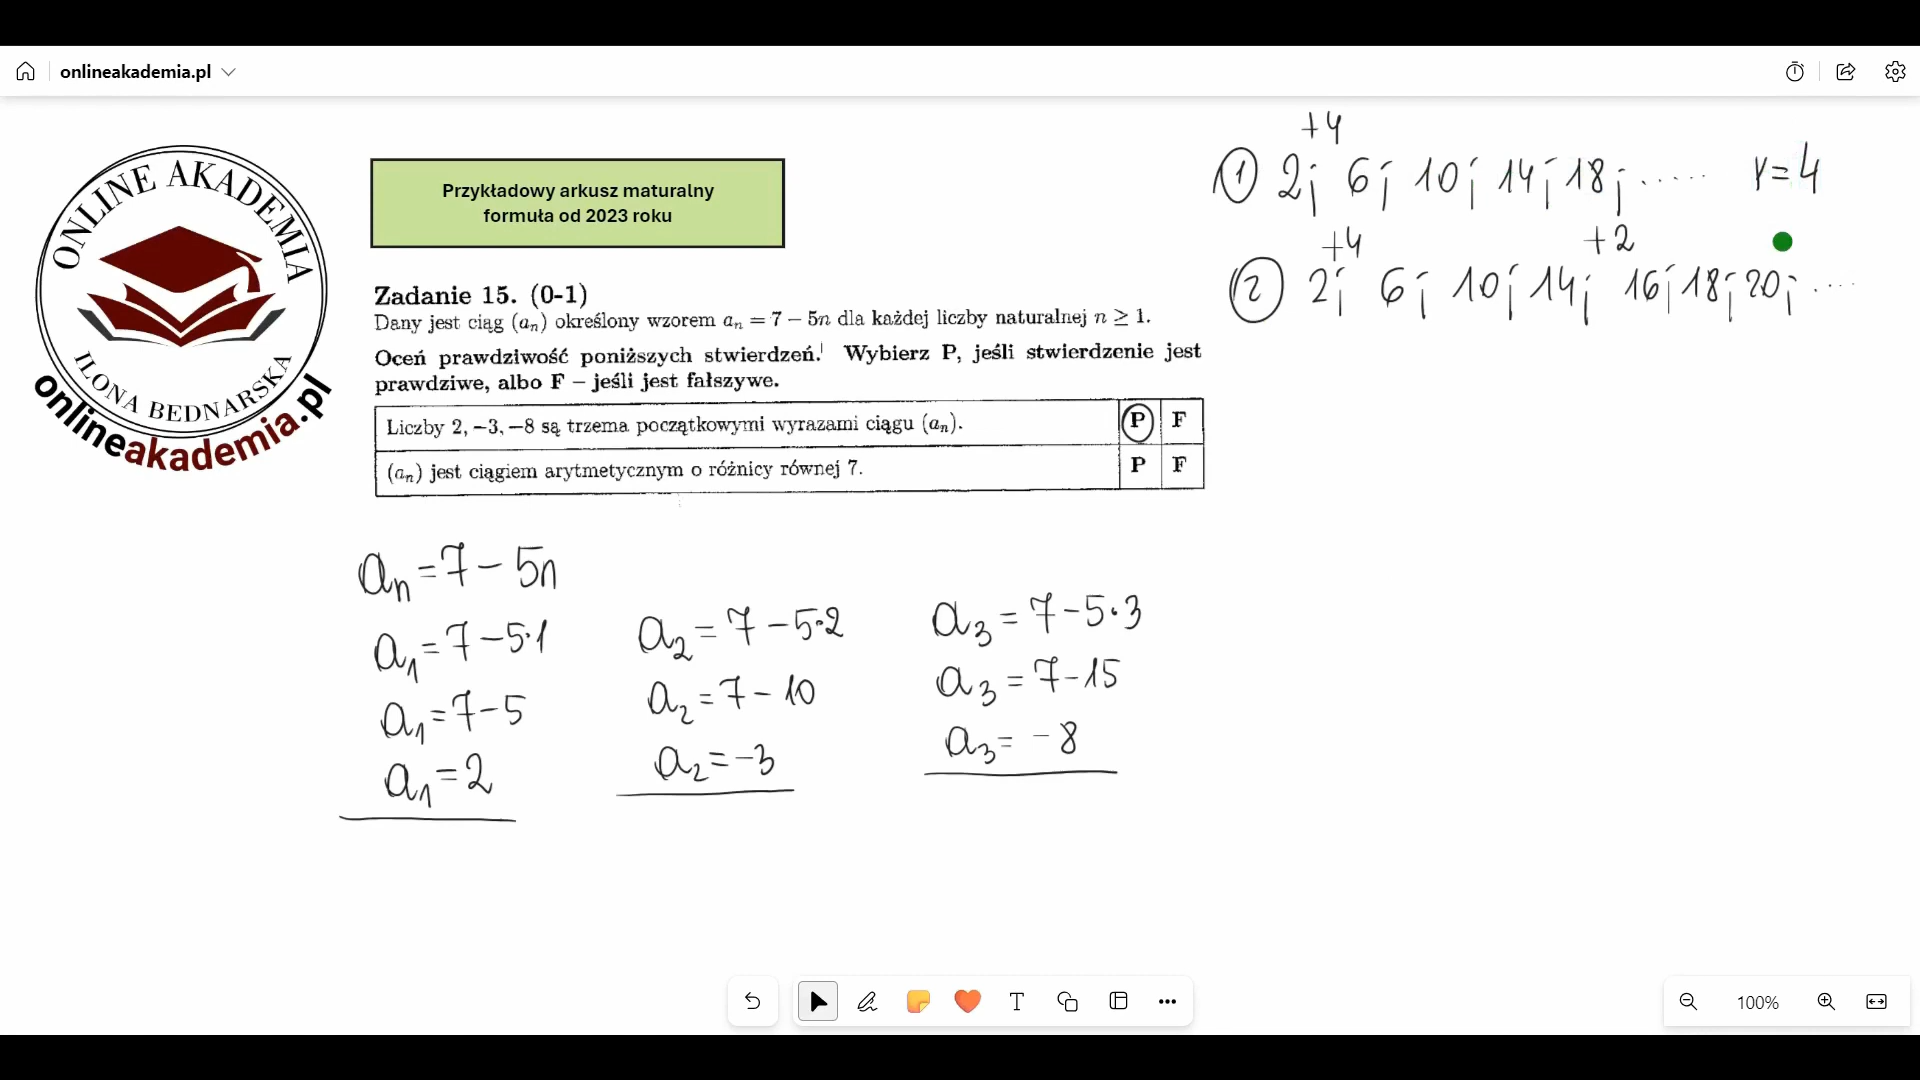 onlineakademia.pl
ONLINE AKADEMIA
ILONA BEDNARSKA
onlineakademia.pl
Przykładowy arkusz maturalny
formuła od 2023 roku
Zadanie 15. (0-1)
Dany jest ciąg (aₙ) określony wzorem aₙ = 7 − 5n dla każdej liczby naturalnej n ≥ 1.
Oceń prawdziwość poniższych stwierdzeń. Wybierz P, jeśli stwierdzenie jest
prawdziwe, albo F – jeśli jest fałszywe.
Liczby 2, −3, −8 są trzema początkowymi wyrazami ciągu (aₙ). P F
(aₙ) jest ciągiem arytmetycznym o różnicy równej 7. P F
+4
① 2; 6; 10; 14; 18; ..... r=4
+4 +2
② 2; 6; 10; 14; 16; 18; 20; ....
aₙ = 7 − 5n
a₁ = 7 − 5·1
a₁ = 7 − 5
a₁ = 2
a₂ = 7 − 5·2
a₂ = 7 − 10
a₂ = −3
a₃ = 7 − 5·3
a₃ = 7 − 15
a₃ = −8
T
100%